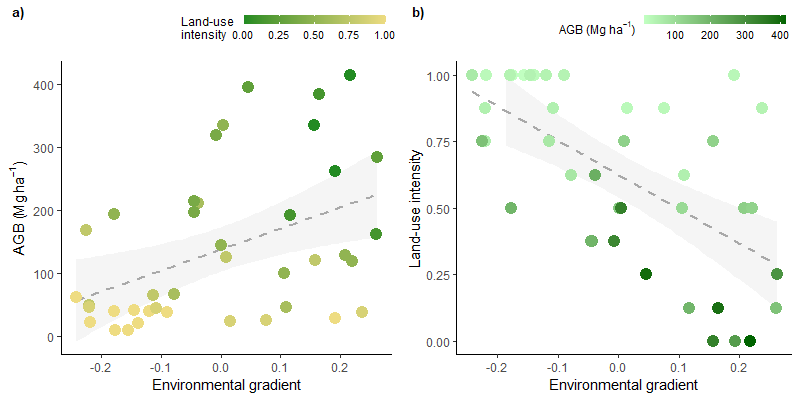 a)
Land-use
intensity
0.00 0.25 0.50 0.75 1.00
AGB (Mg ha⁻¹)
400
300
200
100
0
-0.2 -0.1 0.0 0.1 0.2
Environmental gradient
b)
AGB (Mg ha⁻¹)
100 200 300 400
Land-use intensity
1.00
0.75
0.50
0.25
0.00
-0.2 -0.1 0.0 0.1 0.2
Environmental gradient